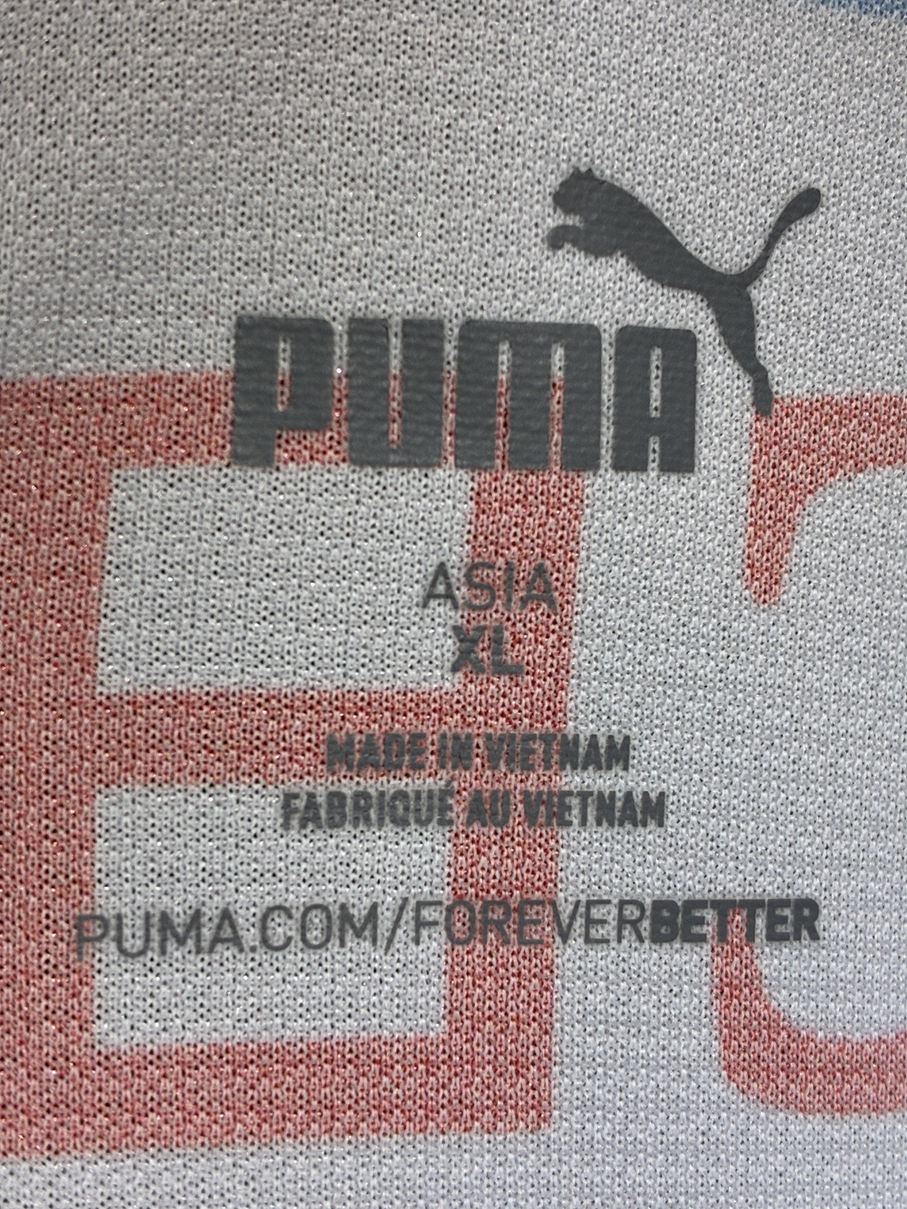 PUMA
ASIA
XL
MADE IN VIETNAM
FABRIQUÉ AU VIETNAM
PUMA.COM/FOREVERBETTER